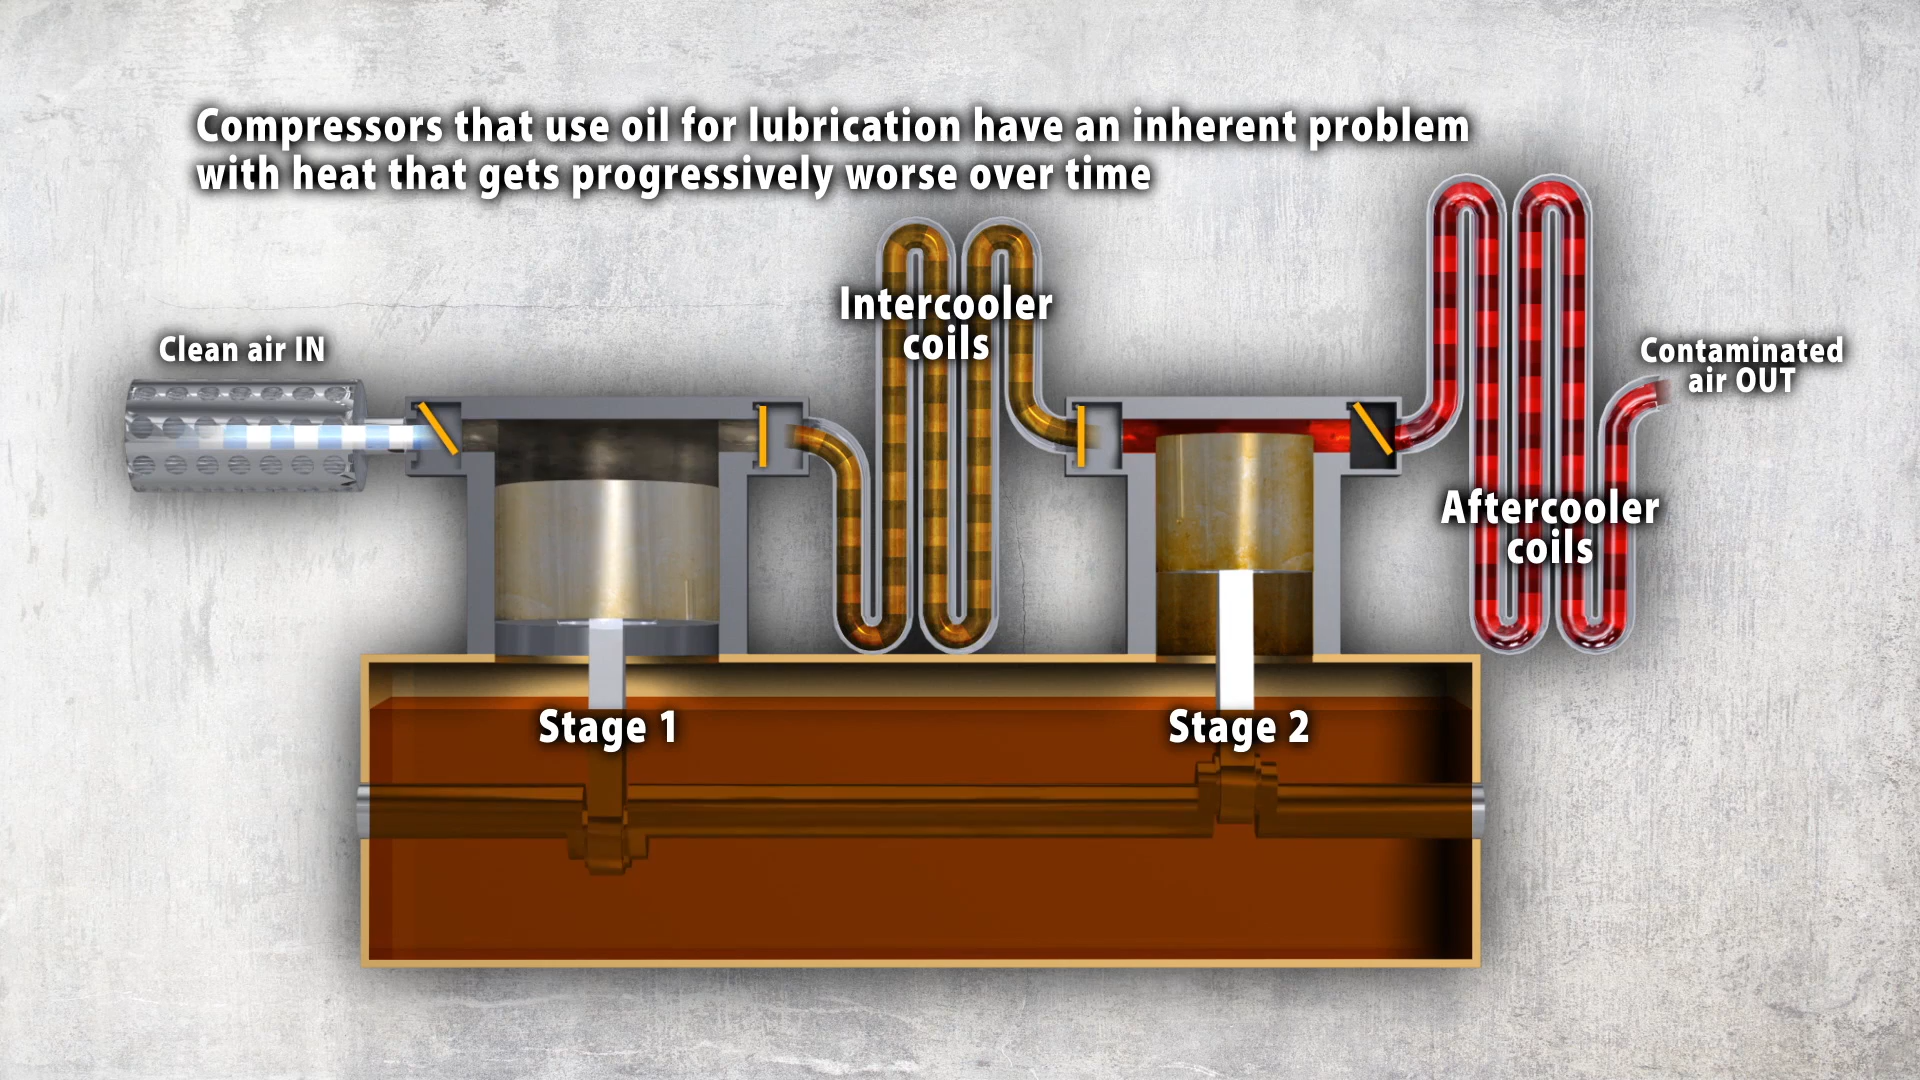 Compressors that use oil for lubrication have an inherent problem
with heat that gets progressively worse over time
Clean air IN
Intercooler
coils
Contaminated
air OUT
Aftercooler
coils
Stage 1
Stage 2